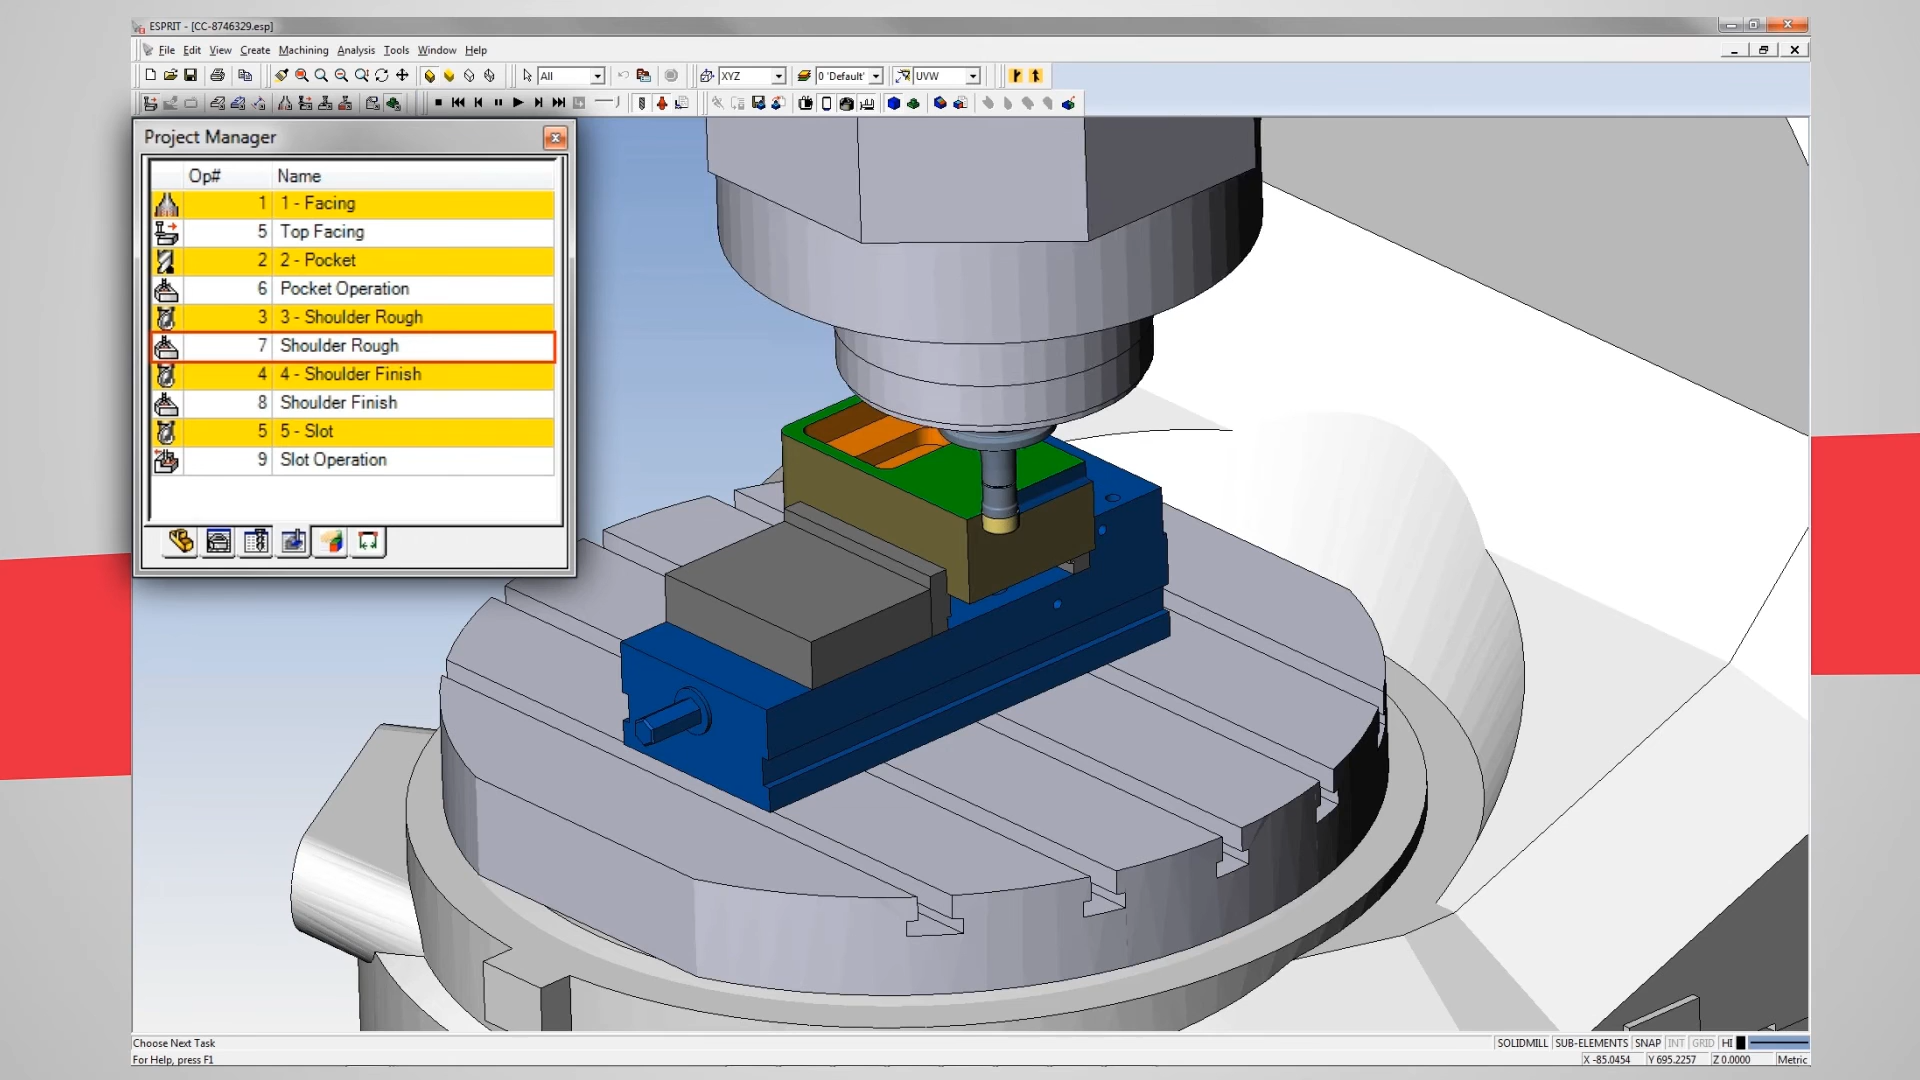 ESPRIT - [CC-8746329.esp]
File Edit View Create Machining Analysis Tools Window Help
All XYZ 0 'Default' UVW
Project Manager
Op# Name
1 1 - Facing
5 Top Facing
2 2 - Pocket
6 Pocket Operation
3 3 - Shoulder Rough
7 Shoulder Rough
4 4 - Shoulder Finish
8 Shoulder Finish
5 5 - Slot
9 Slot Operation
Choose Next Task SOLIDMILL SUB-ELEMENTS SNAP INT GRID HI
For Help, press F1 X -85.0454 Y 695.2257 Z 0.0000 Metric